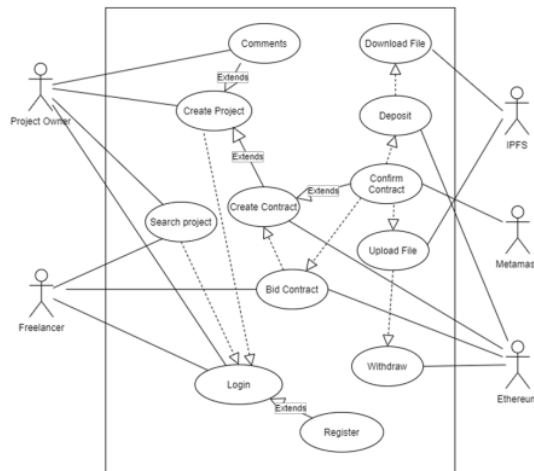 Comments
Download File
Extends
Project Owner
Create Project
Deposit
IPFS
Extends
Confirm
Contract
Extends
Create Contract
Search project
Metamas
Upload File
Freelancer
Bid Contract
Withdraw
Login
Ethereun
Extends
Register